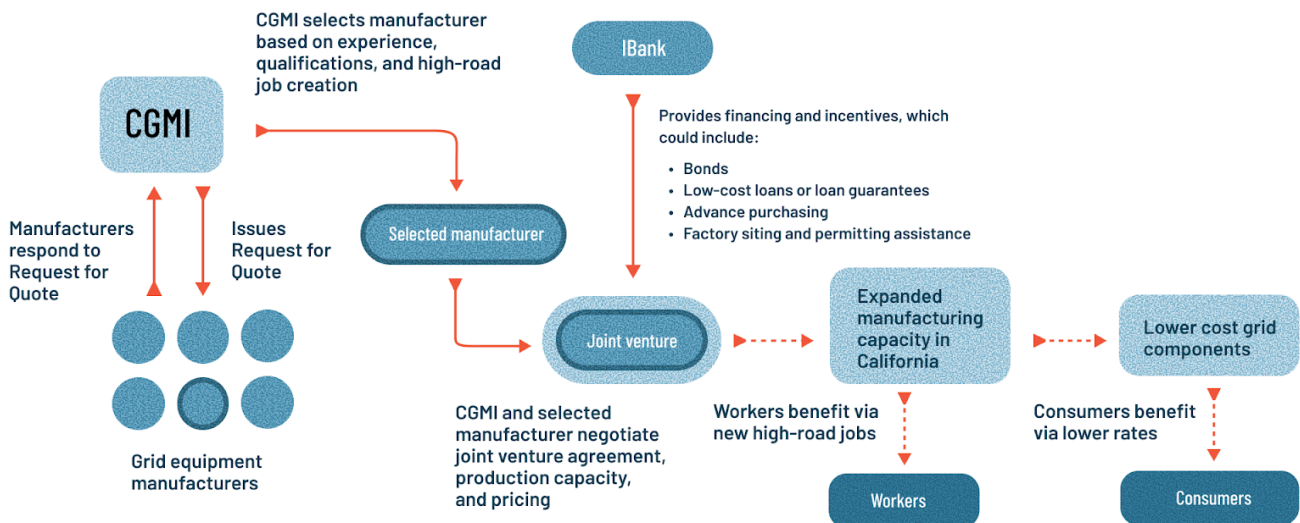 CGMI selects manufacturer
based on experience,
qualifications, and high-road
job creation
IBank
CGMI
Provides financing and incentives, which
could include:
• Bonds
• Low-cost loans or loan guarantees
• Advance purchasing
• Factory siting and permitting assistance
Manufacturers
respond to
Request for
Quote
Issues
Request for
Quote
Selected manufacturer
Joint venture
Expanded
manufacturing
capacity in
California
Lower cost grid
components
Grid equipment
manufacturers
CGMI and selected
manufacturer negotiate
joint venture agreement,
production capacity,
and pricing
Workers benefit via
new high-road jobs
Consumers benefit
via lower rates
Workers
Consumers